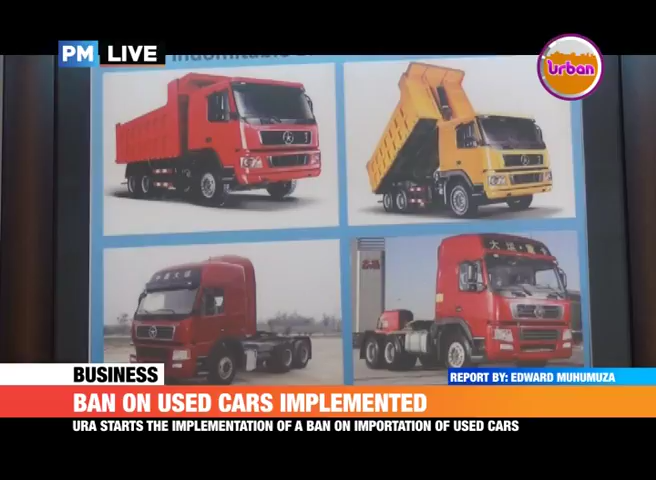 PM LIVE
Indomitable
Urban
BUSINESS
REPORT BY: EDWARD MUHUMUZA
BAN ON USED CARS IMPLEMENTED
URA STARTS THE IMPLEMENTATION OF A BAN ON IMPORTATION OF USED CARS